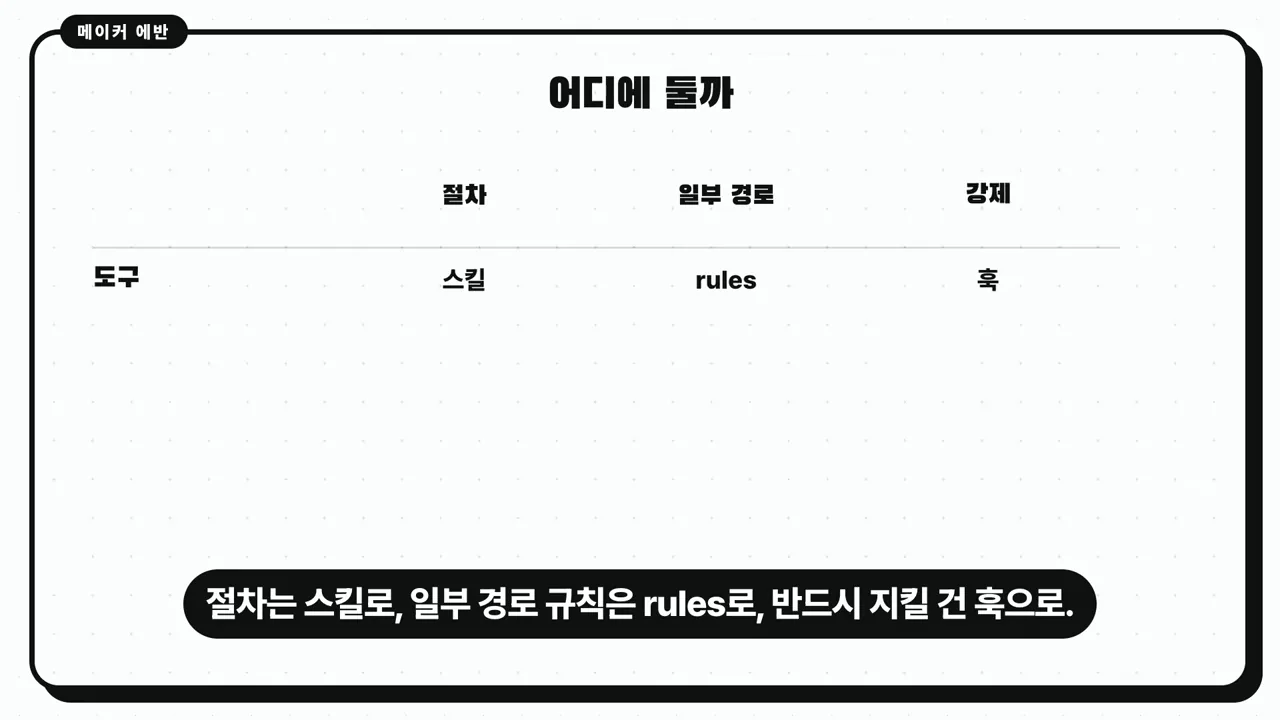 메이커 에반
어디에 둘까
절차 일부 경로 강제
도구 스킬 rules 훅
절차는 스킬로, 일부 경로 규칙은 rules로, 반드시 지킬 건 훅으로.